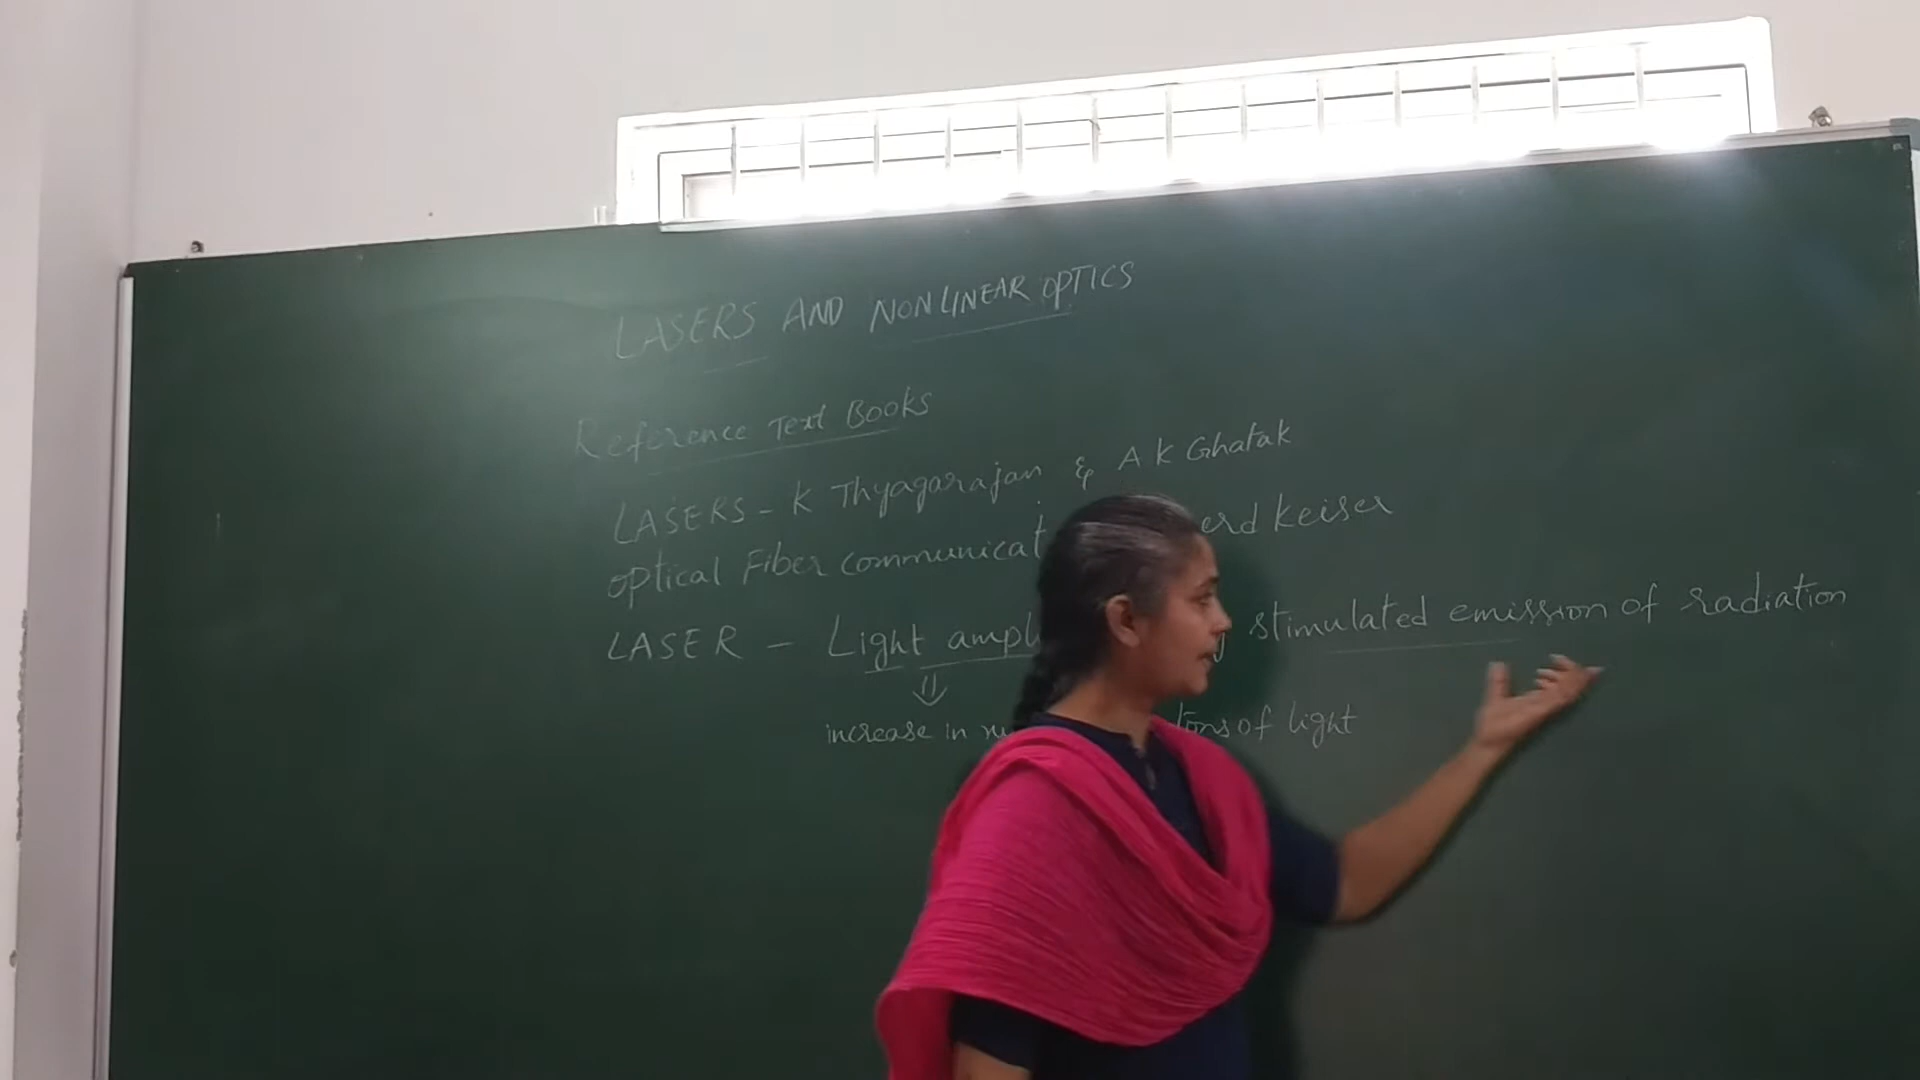 LASERS AND NONLINEAR OPTICS
Reference Text Books
LASERS - K Thyagarajan & A K Ghatak
optical Fiber communicat erd Keiser
LASER - Light ampl stimulated emission of radiation
increase in of light